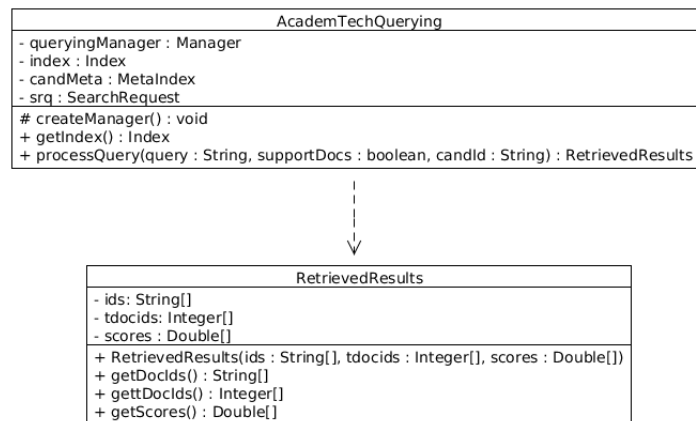 AcademTechQuerying
- queryingManager : Manager
- index : Index
- candMeta : MetaIndex
- srq : SearchRequest
# createManager() : void
+ getIndex() : Index
+ processQuery(query : String, supportDocs : boolean, candId : String) : RetrievedResults
RetrievedResults
- ids: String[]
- tdocids: Integer[]
- scores : Double[]
+ RetrievedResults(ids : String[], tdocids : Integer[], scores : Double[])
+ getDocIds() : String[]
+ gettDocIds() : Integer[]
+ getScores() : Double[]